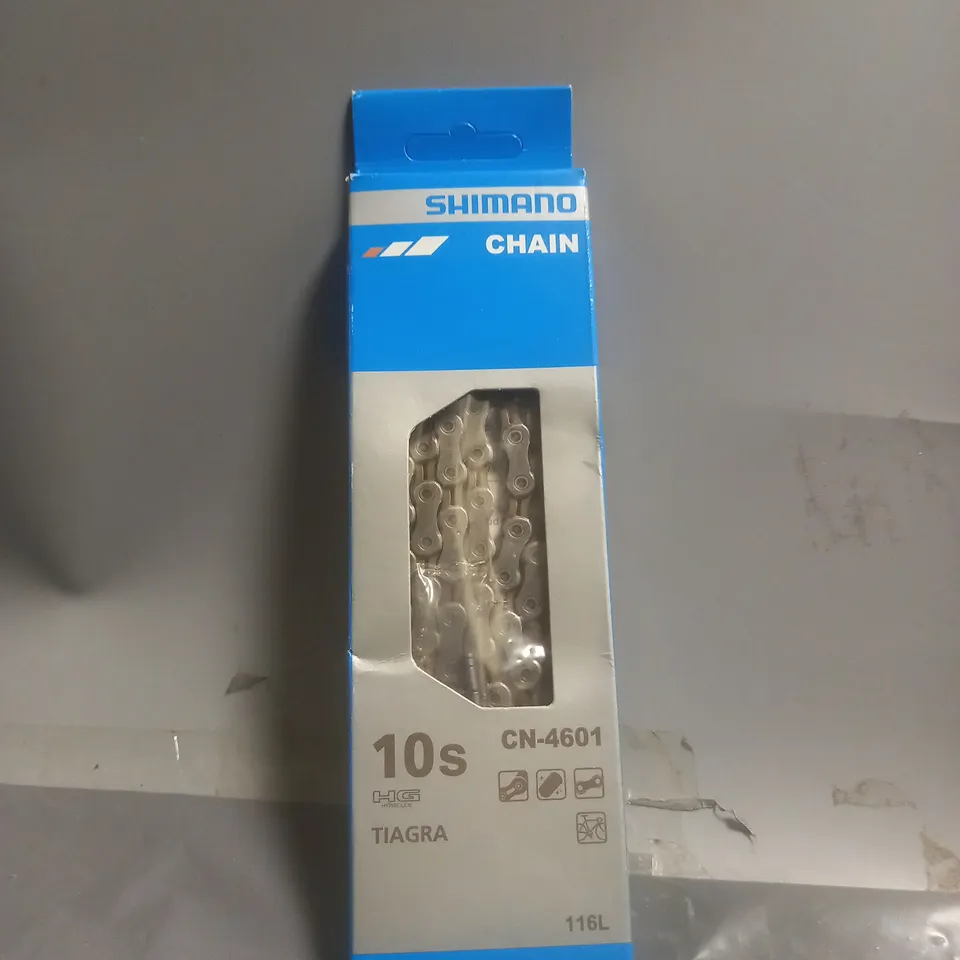 SHIMANO
CHAIN
10s
CN-4601
HG
TIAGRA
116L